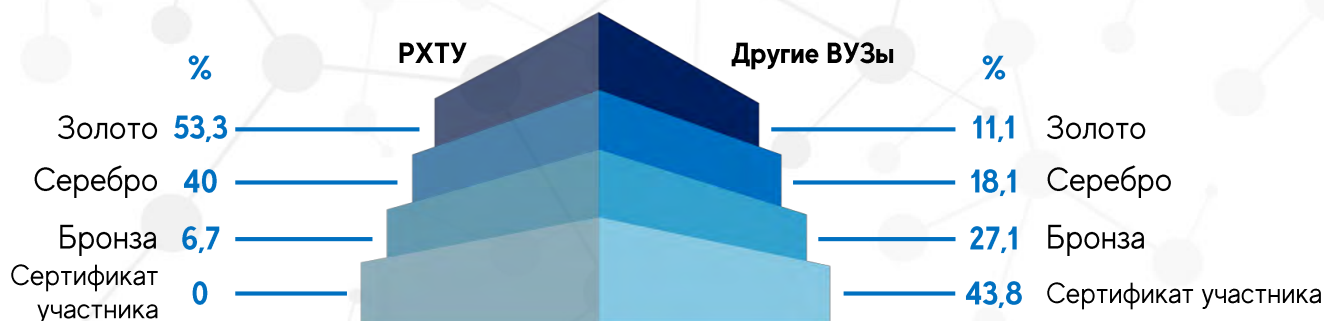 РХТУ
Другие ВУЗы
%
%
Золото 53,3
11,1 Золото
Серебро 40
18,1 Серебро
Бронза 6,7
27,1 Бронза
Сертификат
участника 0
43,8 Сертификат участника